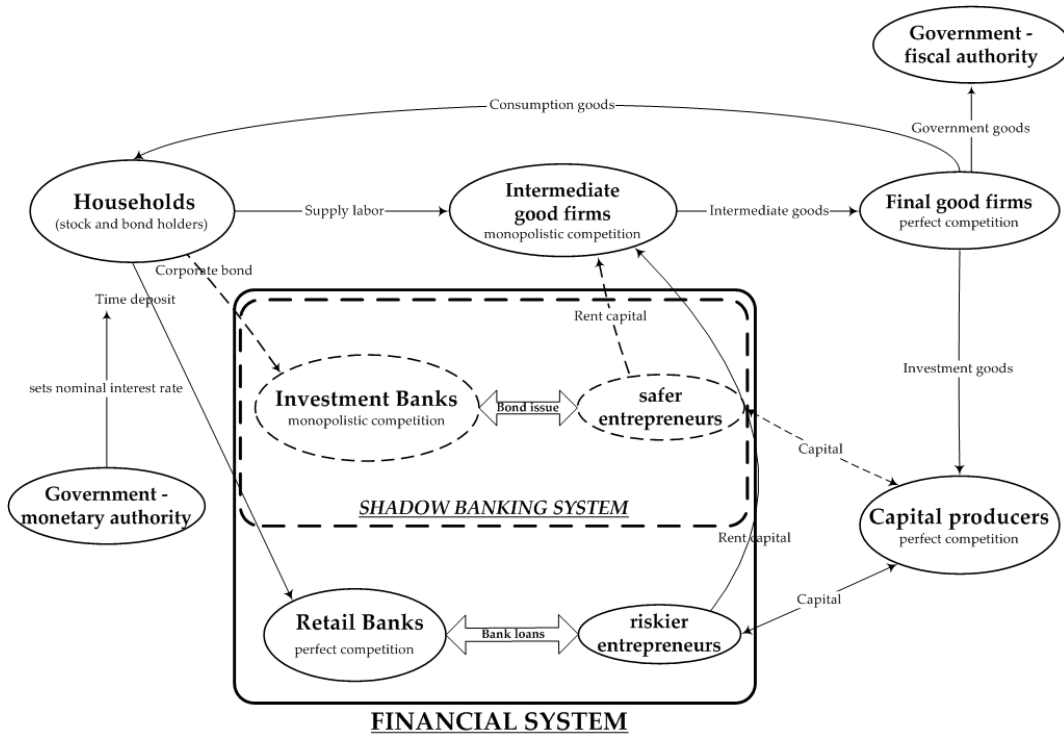 Government -
fiscal authority
Consumption goods
Government goods
Households
(stock and bond holders)
Supply labor
Intermediate
good firms
monopolistic competition
Intermediate goods
Final good firms
perfect competition
Corporate bond
Time deposit
Rent capital
sets nominal interest rate
Investment goods
Investment Banks
monopolistic competition
Bond issue
safer
entrepreneurs
Capital
Government -
monetary authority
SHADOW BANKING SYSTEM
Capital producers
perfect competition
Rent capital
Capital
Retail Banks
perfect competition
Bank loans
riskier
entrepreneurs
FINANCIAL SYSTEM